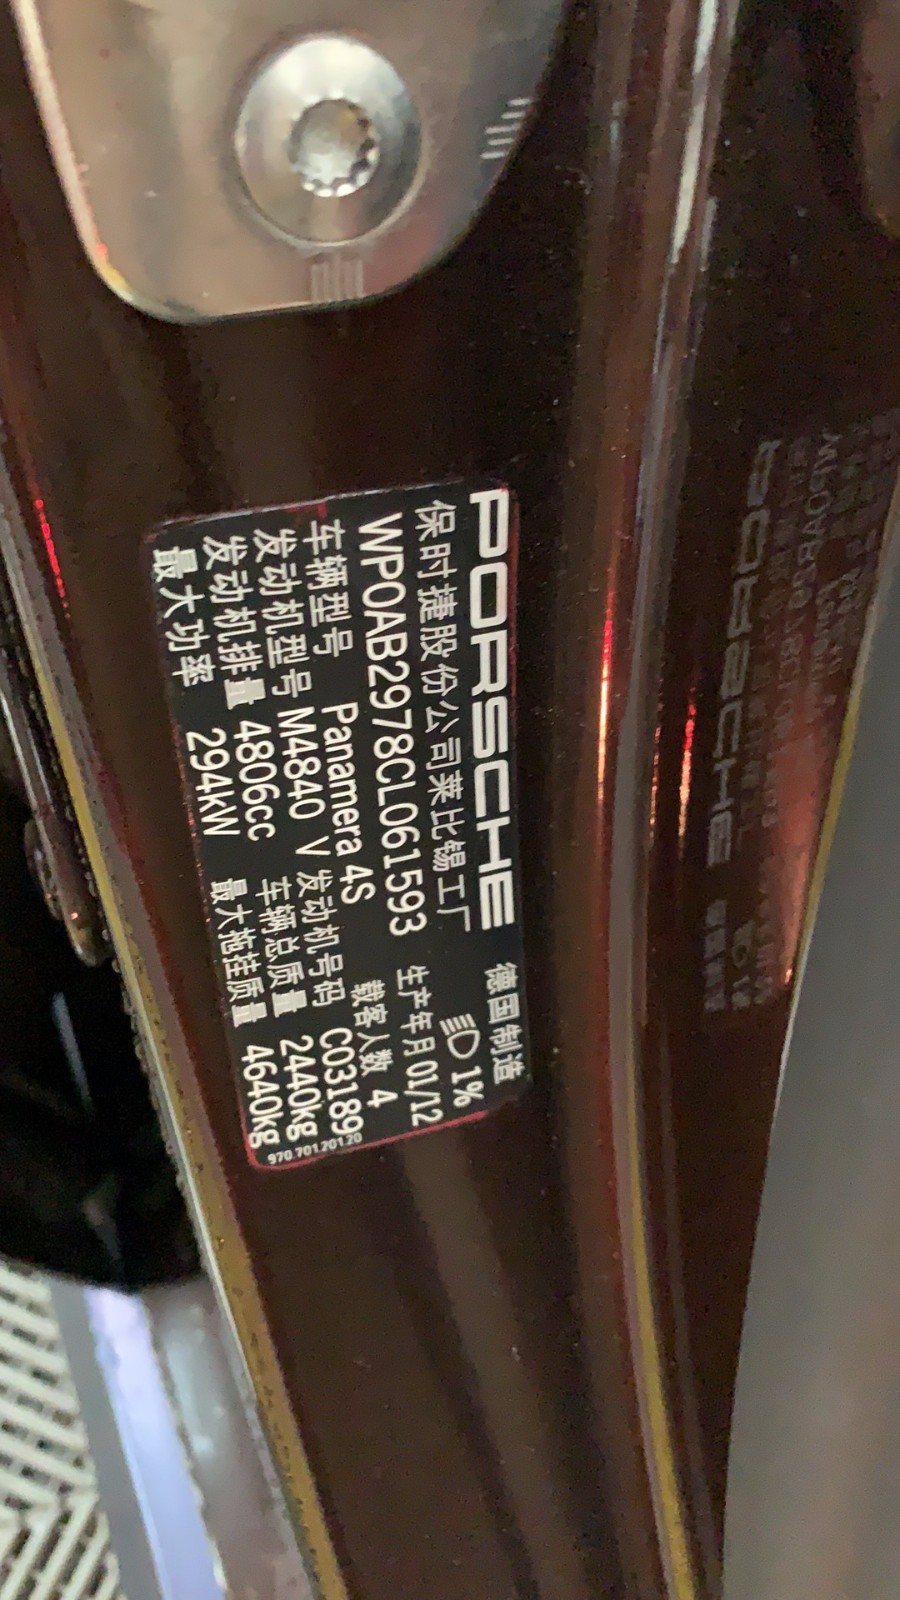 PORSCHE 德国制造
保时捷股份公司莱比锡工厂 1%
WP0AB2978CL061593 生产年月 01/12
车辆型号 Panamera 4S 载客人数 4
发动机型号 M4840 V 发动机号码 C03189
发动机排量 4806cc 车辆总质量 2440kg
最大功率 294kW 最大拖挂质量 4640kg
970.701.201.20